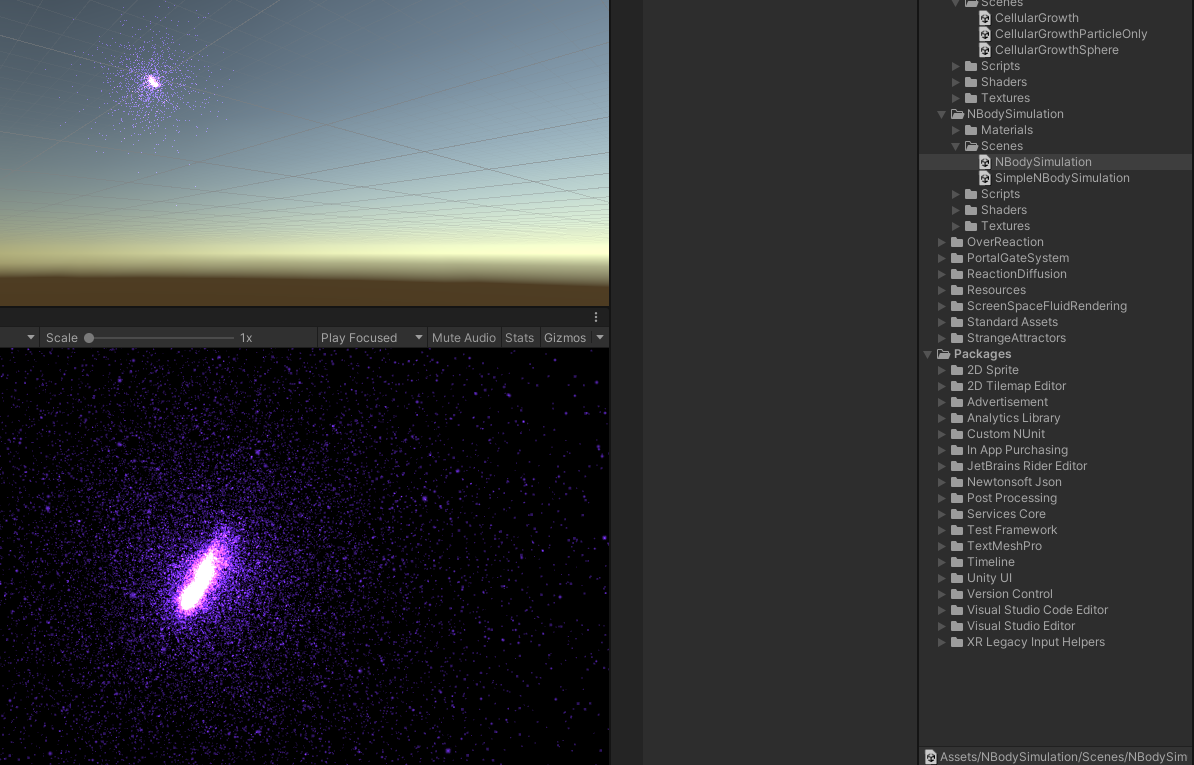 Scenes
CellularGrowth
CellularGrowthParticleOnly
CellularGrowthSphere
Scripts
Shaders
Textures
NBodySimulation
Materials
Scenes
NBodySimulation
SimpleNBodySimulation
Scripts
Shaders
Textures
OverReaction
PortalGateSystem
ReactionDiffusion
Resources
ScreenSpaceFluidRendering
Standard Assets
StrangeAttractors
Packages
2D Sprite
2D Tilemap Editor
Advertisement
Analytics Library
Custom NUnit
In App Purchasing
JetBrains Rider Editor
Newtonsoft Json
Post Processing
Services Core
Test Framework
TextMeshPro
Timeline
Unity UI
Version Control
Visual Studio Code Editor
Visual Studio Editor
XR Legacy Input Helpers
Assets/NBodySimulation/Scenes/NBodySim
Scale 1x Play Focused Mute Audio Stats Gizmos